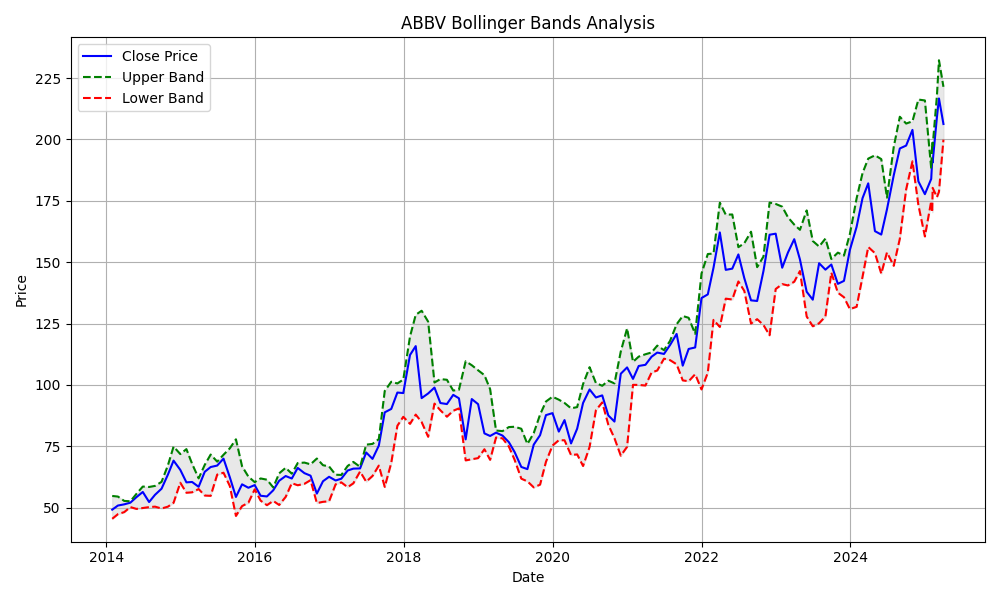 ABBV Bollinger Bands Analysis
Close Price
Upper Band
Lower Band
225
200
175
150
125
100
75
50
Price
2014 2016 2018 2020 2022 2024
Date